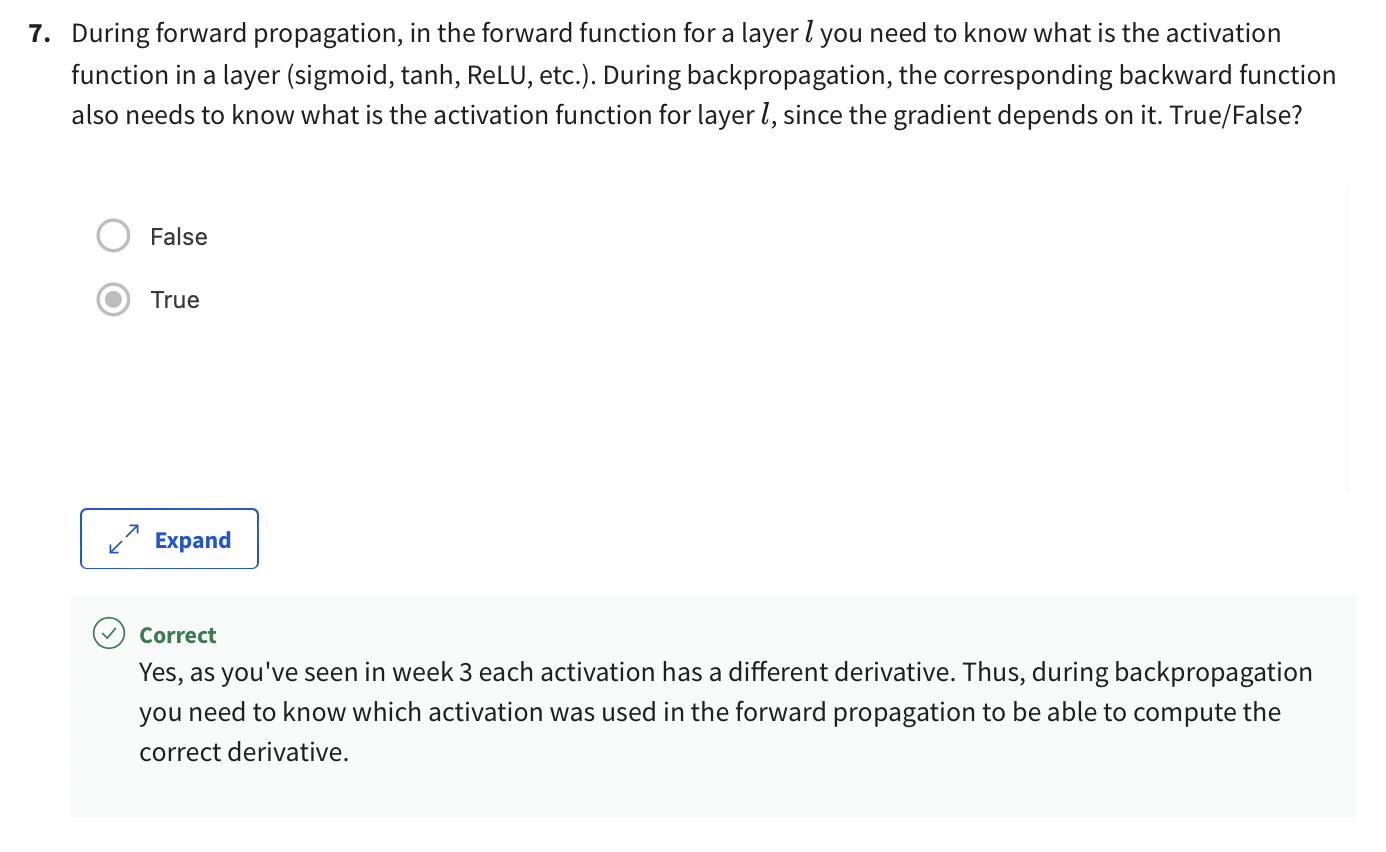 7. During forward propagation, in the forward function for a layer l you need to know what is the activation
function in a layer (sigmoid, tanh, ReLU, etc.). During backpropagation, the corresponding backward function
also needs to know what is the activation function for layer l, since the gradient depends on it. True/False?
False
True
Expand
Correct
Yes, as you've seen in week 3 each activation has a different derivative. Thus, during backpropagation
you need to know which activation was used in the forward propagation to be able to compute the
correct derivative.